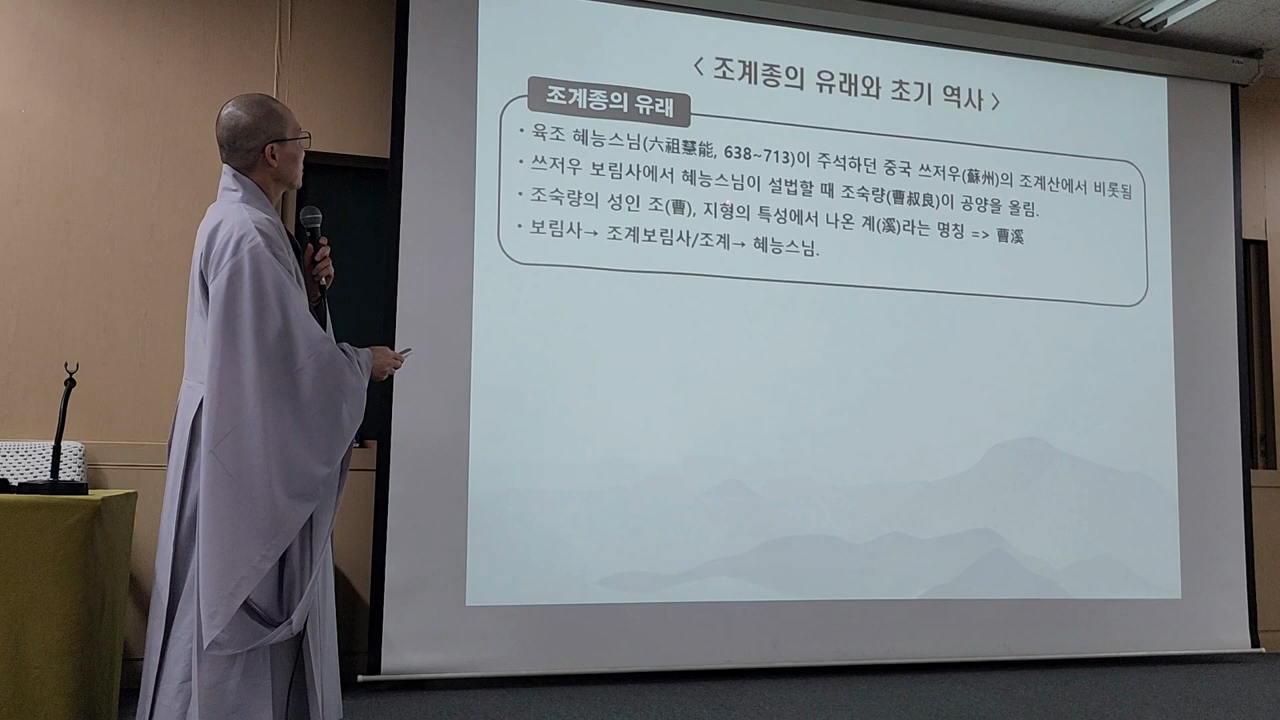 < 조계종의 유래와 초기 역사 >
조계종의 유래
• 육조 혜능스님(六祖慧能, 638~713)이 주석하던 중국 쓰저우(蘇州)의 조계산에서 비롯됨
• 쓰저우 보림사에서 혜능스님이 설법할 때 조숙량(曹叔良)이 공양을 올림.
• 조숙량의 성인 조(曹), 지형의 특성에서 나온 계(溪)라는 명칭 => 曹溪
• 보림사→ 조계보림사/조계→ 혜능스님.